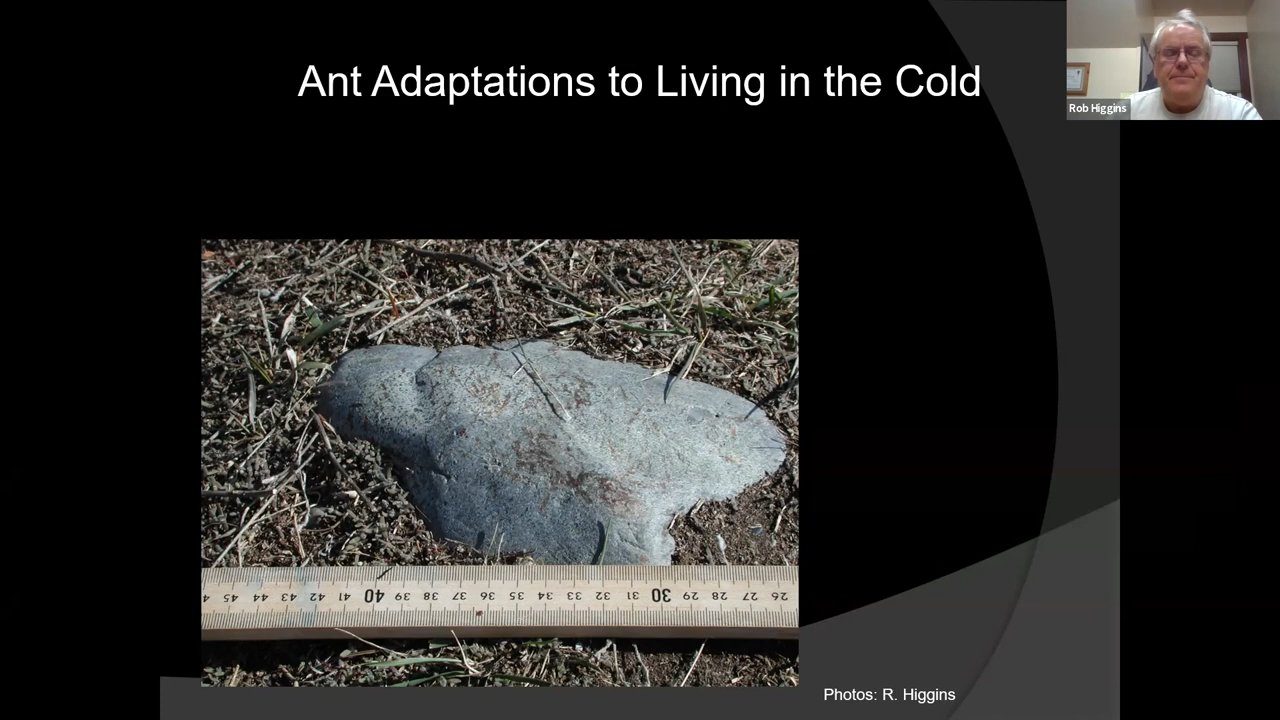 Ant Adaptations to Living in the Cold
Rob Higgins
45 44 43 42 41 40 39 38 37 36 35 34 33 32 31 30 29 28 27 26
Photos: R. Higgins